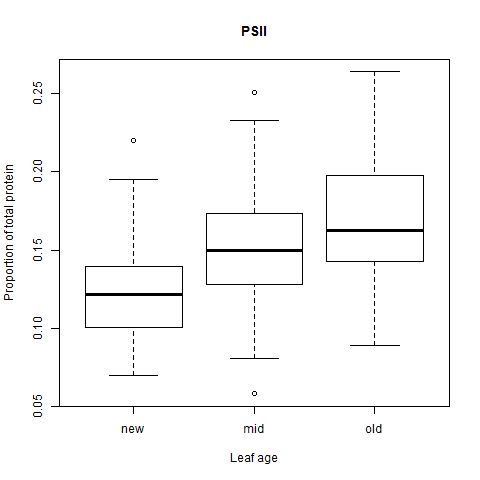 PSII
Proportion of total protein
0.25
0.20
0.15
0.10
0.05
new mid old
Leaf age